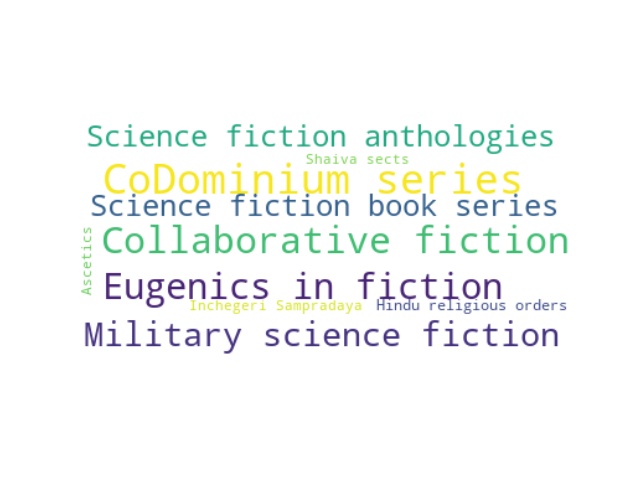 Science fiction anthologies
Shaiva sects
CoDominium series
Science fiction book series
Ascetics
Collaborative fiction
Eugenics in fiction
Inchegeri Sampradaya
Hindu religious orders
Military science fiction